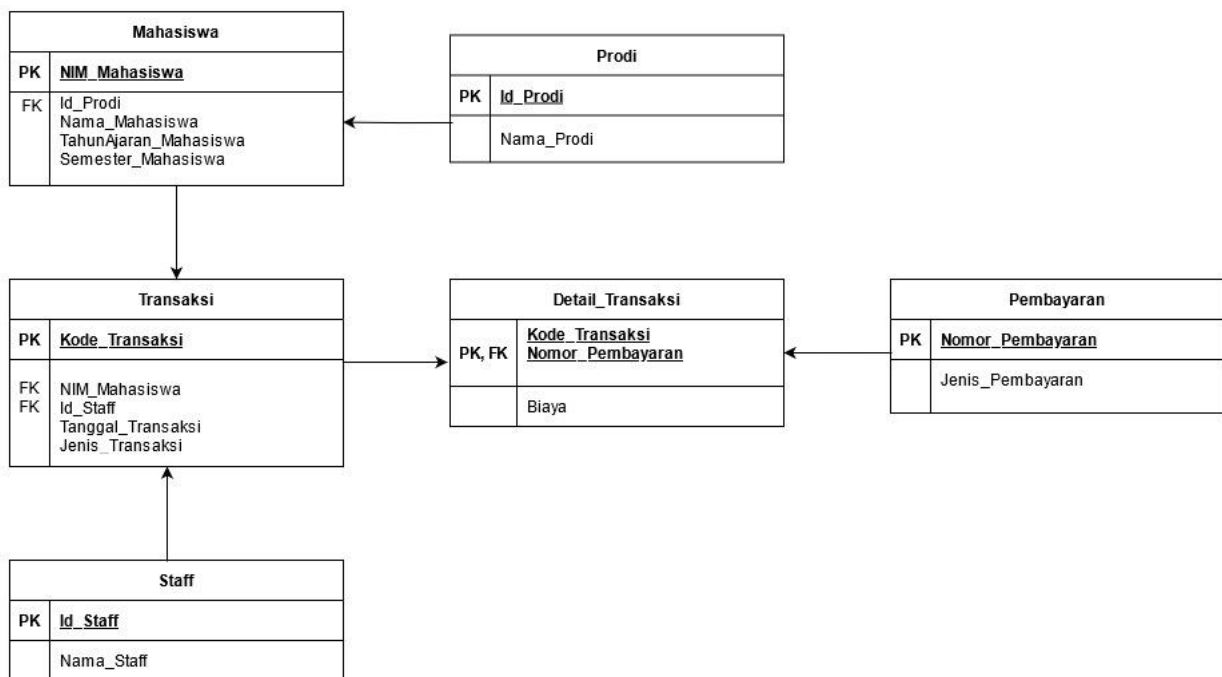 Mahasiswa
PK NIM_Mahasiswa
FK Id_Prodi
Nama_Mahasiswa
TahunAjaran_Mahasiswa
Semester_Mahasiswa
Prodi
PK Id_Prodi
Nama_Prodi
Transaksi
PK Kode_Transaksi
FK NIM_Mahasiswa
FK Id_Staff
Tanggal_Transaksi
Jenis_Transaksi
Detail_Transaksi
Kode_Transaksi
PK, FK Nomor_Pembayaran
Biaya
Pembayaran
PK Nomor_Pembayaran
Jenis_Pembayaran
Staff
PK Id_Staff
Nama_Staff